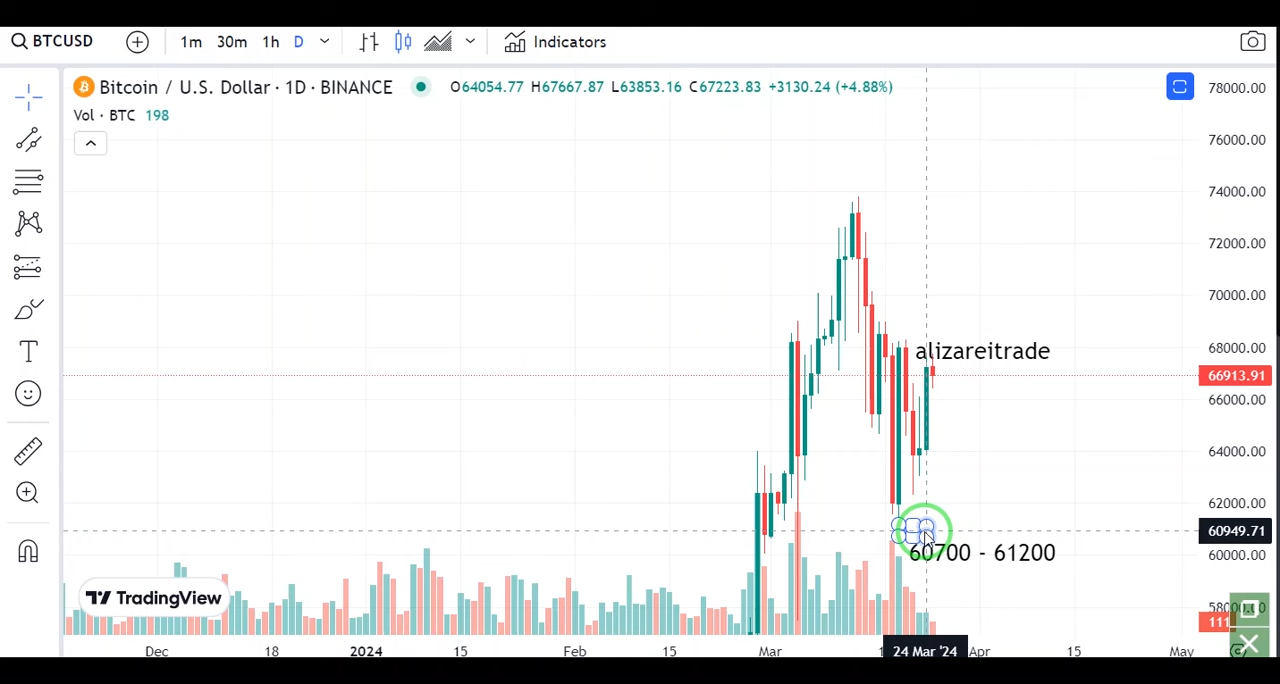 BTCUSD 1m 30m 1h D Indicators
Bitcoin / U.S. Dollar · 1D · BINANCE O64054.77 H67667.87 L63853.16 C67223.83 +3130.24 (+4.88%)
Vol · BTC 198
78000.00
76000.00
74000.00
72000.00
70000.00
68000.00
alizareitrade
66913.91
66000.00
64000.00
62000.00
60949.71
60700 - 61200
60000.00
TradingView
58000.00
111
Dec 18 2024 15 Feb 15 Mar 24 Mar '24 Apr 15 May